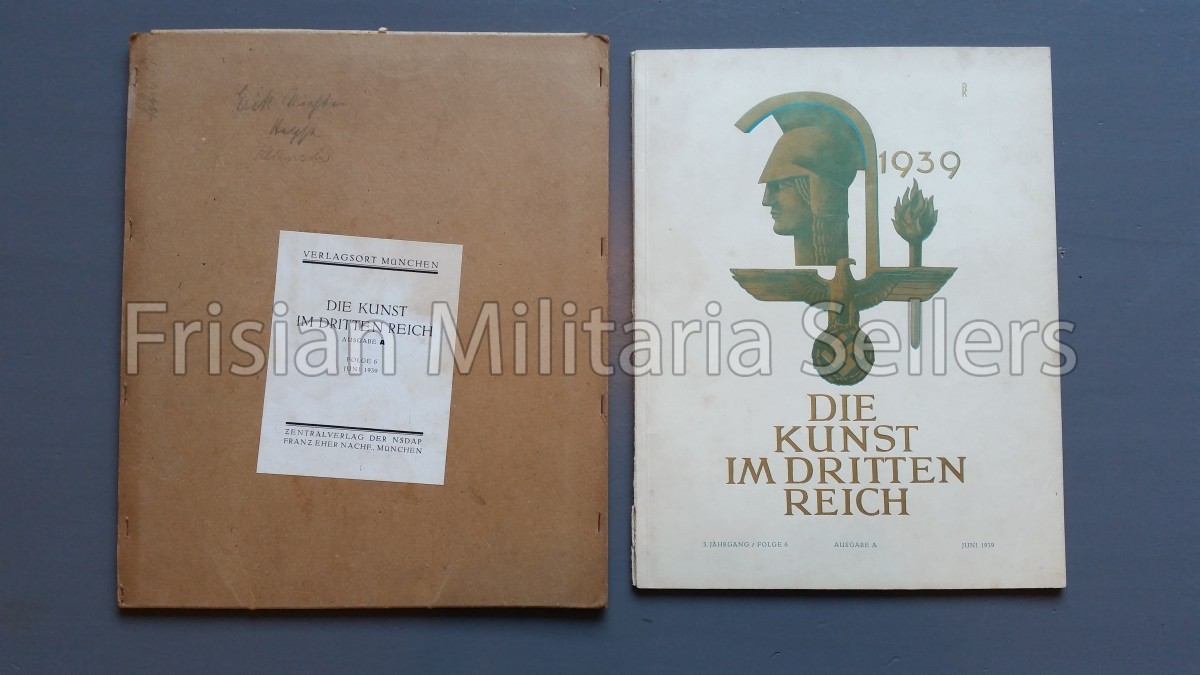 VERLAGSORT MÜNCHEN
DIE KUNST
IM DRITTEN REICH
AUSGABE A
FOLGE 6
JUNI 1939
ZENTRALVERLAG DER NSDAP
FRANZ EHER NACHF., MÜNCHEN
1939
DIE
KUNST
IM DRITTEN
REICH
3. JAHRGANG / FOLGE 6 AUSGABE A JUNI 1939
Frisian Militaria Sellers